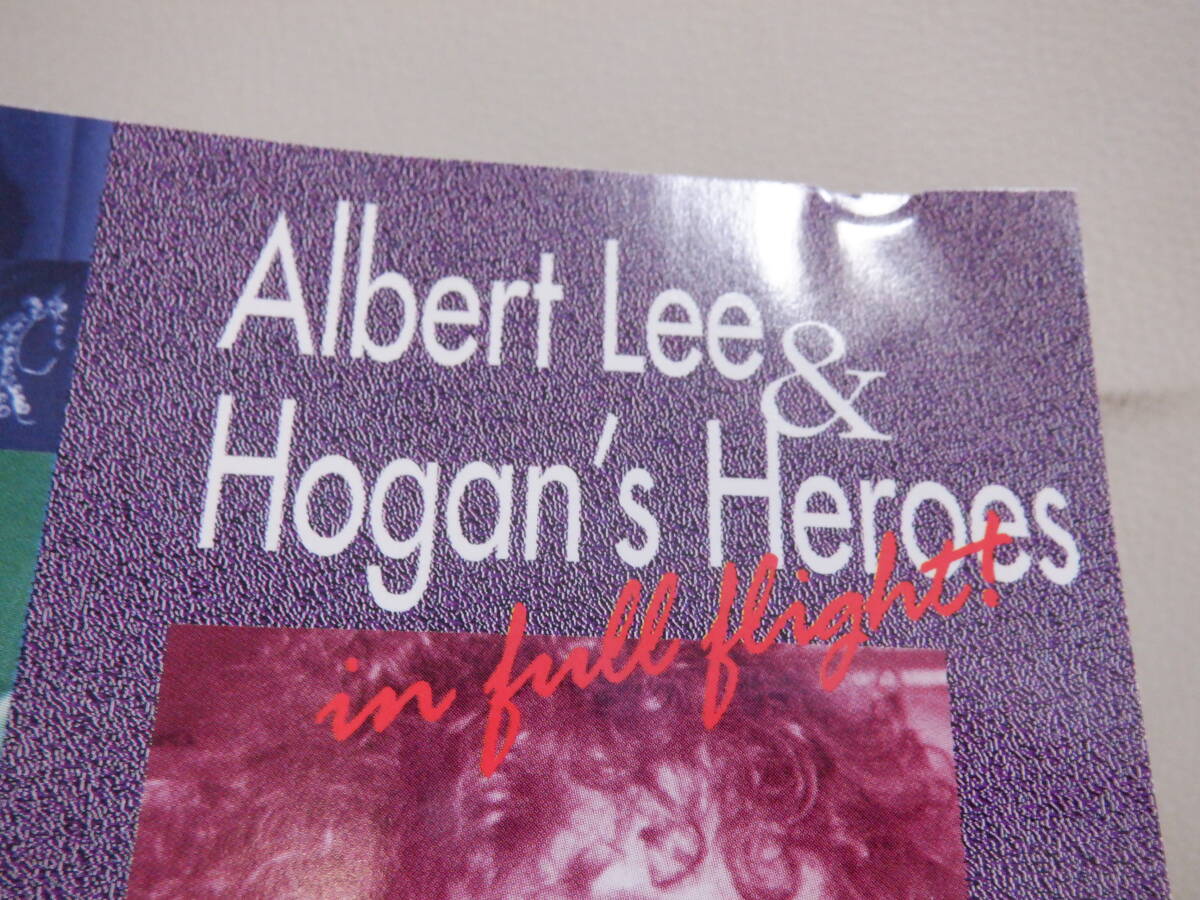 Albert Lee
&
Hogan's Heroes
in full flight!